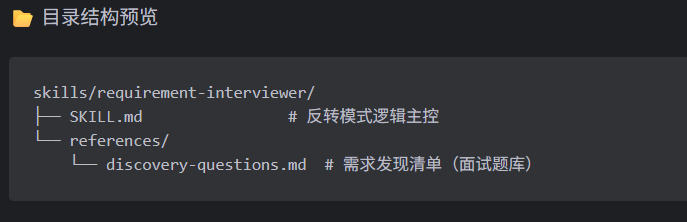 📂 目录结构预览
skills/requirement-interviewer/
├── SKILL.md                # 反转模式逻辑主控
└── references/
    └── discovery-questions.md  # 需求发现清单（面试题库）